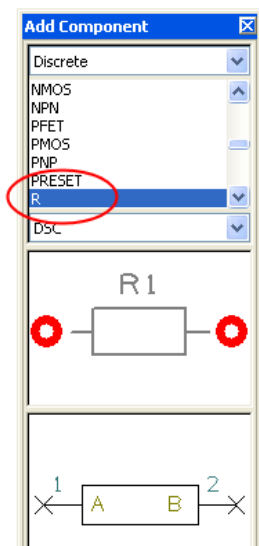 Add Component
Discrete
NMOS
NPN
PFET
PMOS
PNP
PRESET
R
DSC
R1
1 2
A B